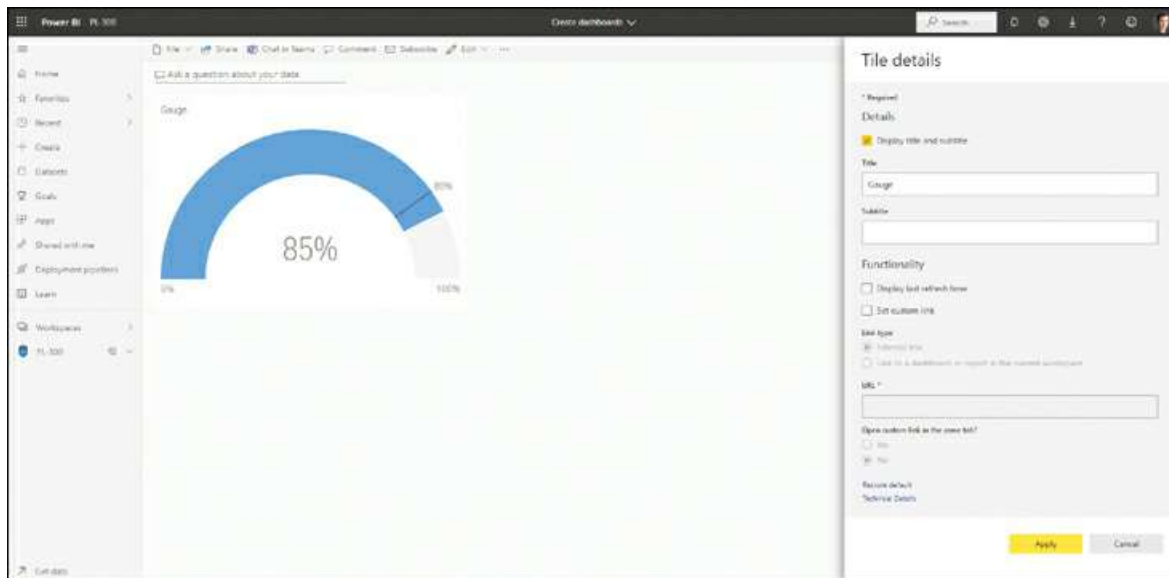 Power BI PL-300
Create dashboards
Search
File Share Chat in Teams Comment Subscribe Edit
Ask a question about your data
Home
Favorites
Recent
Create
Datasets
Goals
Apps
Shared with me
Deployment pipelines
Learn
Workspaces
PL-300
Get data
Gauge
80%
85%
0%
100%
Tile details
* Required
Details
Display title and subtitle
Title
Gauge
Subtitle
Functionality
Display last refresh time
Set custom link
Link type
External link
Link to a dashboard or report in the current workspace
URL *
Open custom link in the same tab?
Yes
No
Restore default
Technical Details
Apply
Cancel